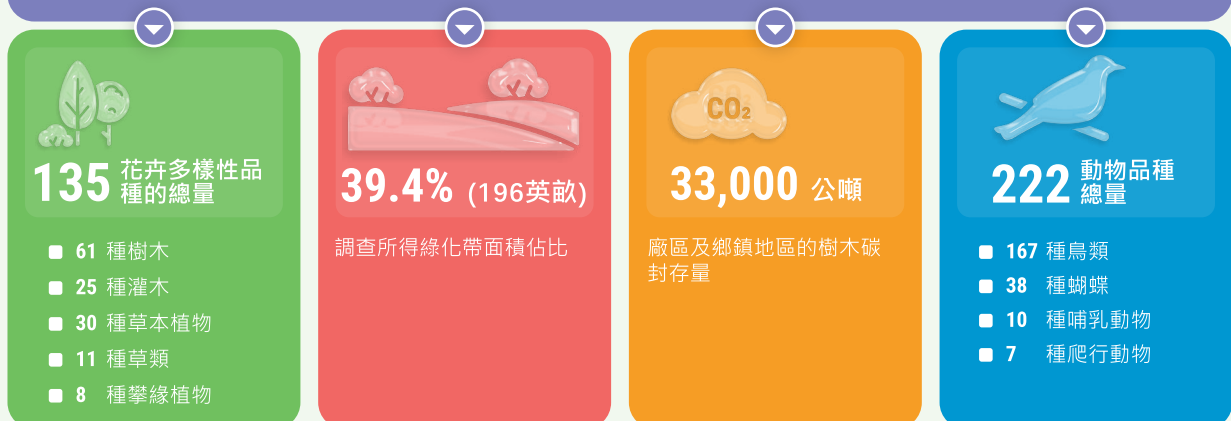 135 花卉多樣性品
種的總量
61 種樹木
25 種灌木
30 種草本植物
11 種草類
8 種攀緣植物
39.4% (196英畝)
調查所得綠化帶面積佔比
CO₂
33,000 公噸
廠區及鄉鎮地區的樹木碳
封存量
222 動物品種
總量
167 種鳥類
38 種蝴蝶
10 種哺乳動物
7 種爬行動物